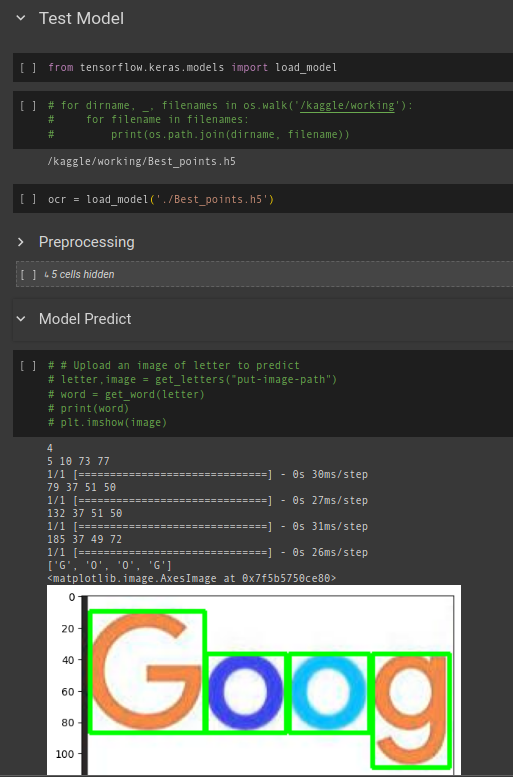 Test Model
[ ] from tensorflow.keras.models import load_model
[ ] # for dirname, _, filenames in os.walk('/kaggle/working'):
#     for filename in filenames:
#         print(os.path.join(dirname, filename))
/kaggle/working/Best_points.h5
[ ] ocr = load_model('./Best_points.h5')
Preprocessing
[ ] ↳ 5 cells hidden
Model Predict
[ ] # # Upload an image of letter to predict
# letter,image = get_letters("put-image-path")
# word = get_word(letter)
# print(word)
# plt.imshow(image)
4
5 10 73 77
1/1 [==============================] - 0s 30ms/step
79 37 51 50
1/1 [==============================] - 0s 27ms/step
132 37 51 50
1/1 [==============================] - 0s 31ms/step
185 37 49 72
1/1 [==============================] - 0s 26ms/step
['G', 'O', 'O', 'G']
<matplotlib.image.AxesImage at 0x7f5b5750ce80>
0
20
40
60
80
100
Goog